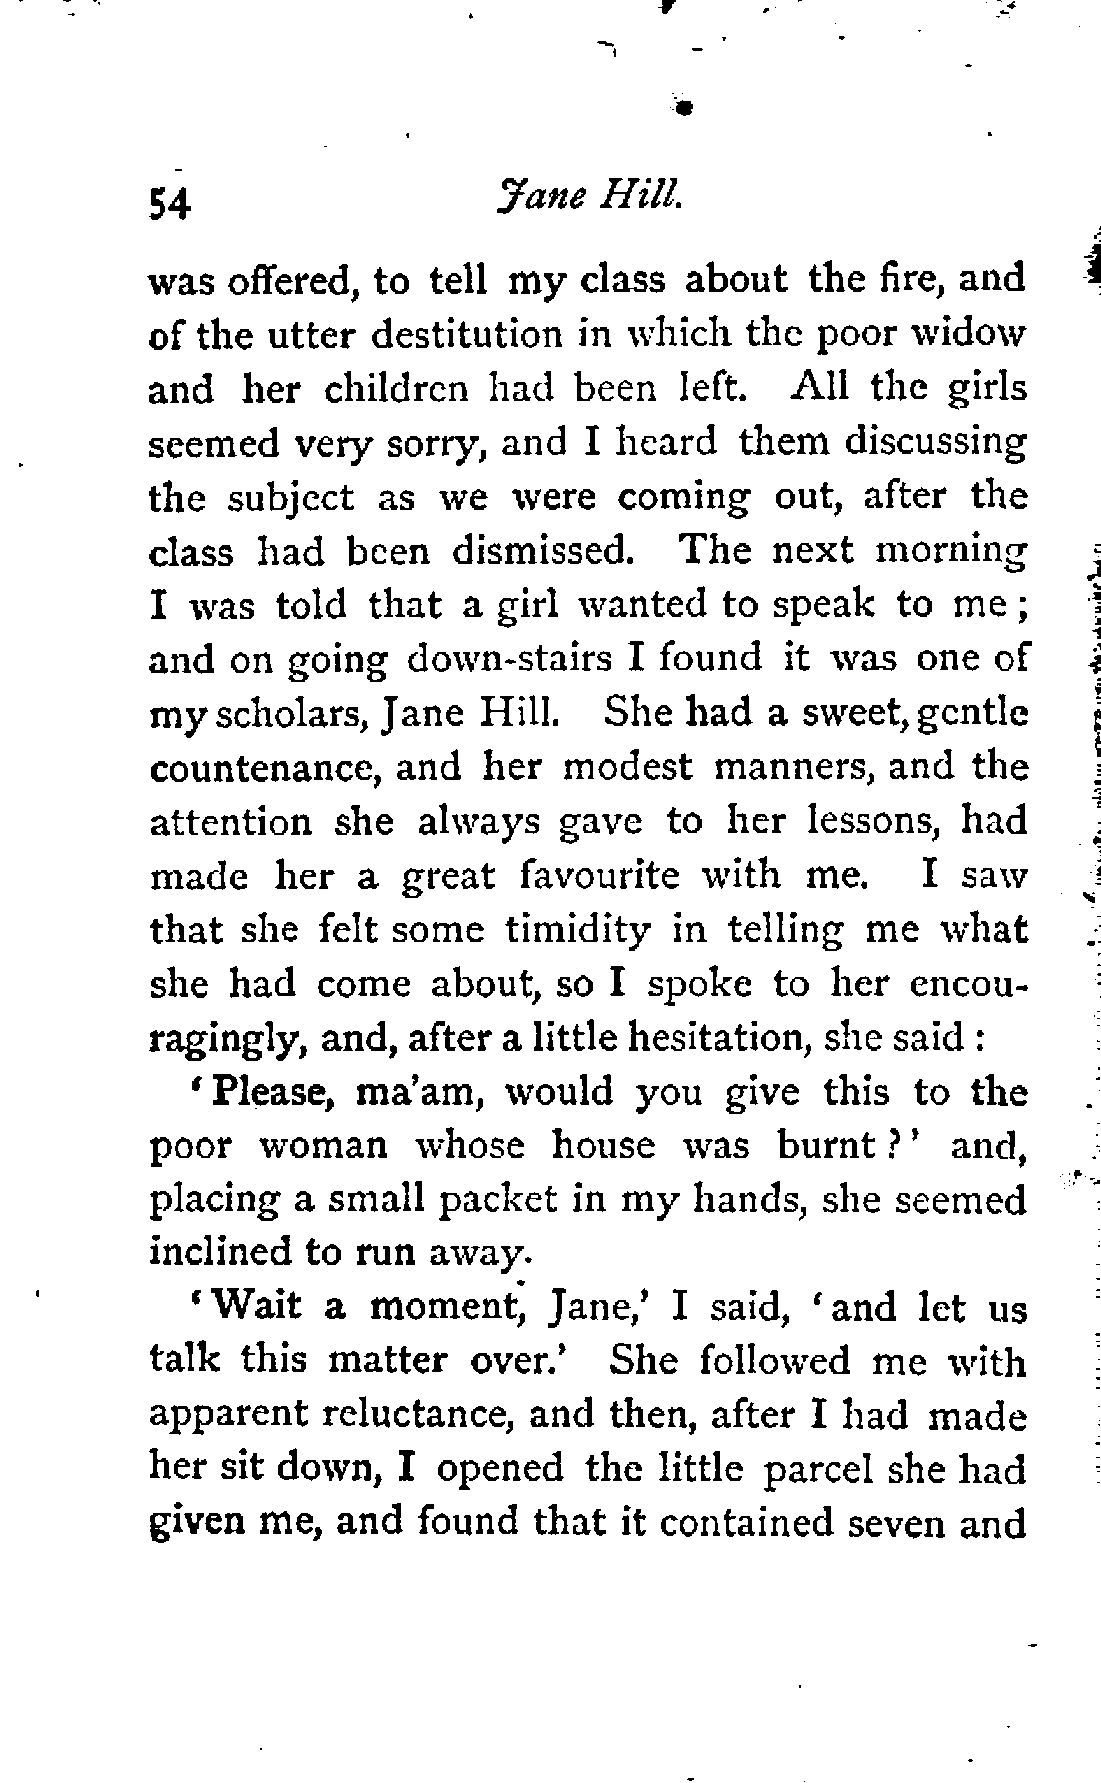 54 Jane Hill.
was offered, to tell my class about the fire, and
of the utter destitution in which the poor widow
and her children had been left. All the girls
seemed very sorry, and I heard them discussing
the subject as we were coming out, after the
class had been dismissed. The next morning
I was told that a girl wanted to speak to me ;
and on going down-stairs I found it was one of
my scholars, Jane Hill. She had a sweet, gentle
countenance, and her modest manners, and the
attention she always gave to her lessons, had
made her a great favourite with me. I saw
that she felt some timidity in telling me what
she had come about, so I spoke to her encou-
ragingly, and, after a little hesitation, she said :
‘ Please, ma’am, would you give this to the
poor woman whose house was burnt ? ’ and,
placing a small packet in my hands, she seemed
inclined to run away.
‘ Wait a moment, Jane,’ I said, ‘ and let us
talk this matter over.’ She followed me with
apparent reluctance, and then, after I had made
her sit down, I opened the little parcel she had
given me, and found that it contained seven and